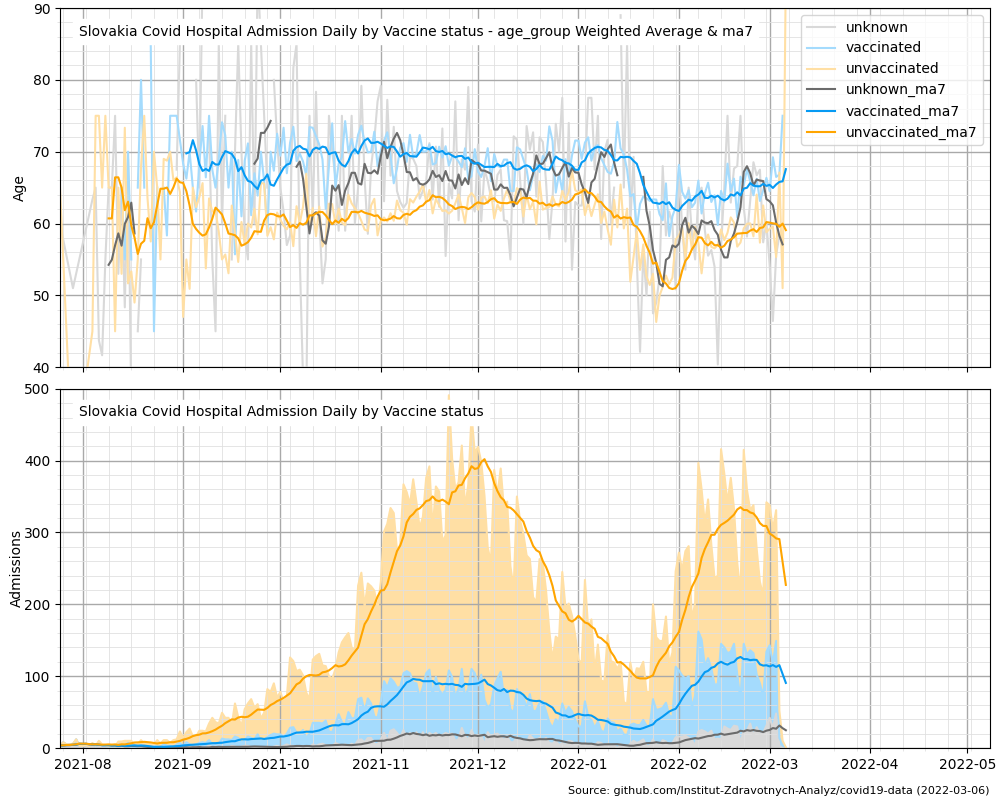 Slovakia Covid Hospital Admission Daily by Vaccine status - age_group Weighted Average & ma7
unknown
vaccinated
unvaccinated
unknown_ma7
vaccinated_ma7
unvaccinated_ma7
90
80
70
60
50
40
Age
Slovakia Covid Hospital Admission Daily by Vaccine status
500
400
300
200
100
0
Admissions
2021-08 2021-09 2021-10 2021-11 2021-12 2022-01 2022-02 2022-03 2022-04 2022-05
Source: github.com/Institut-Zdravotnych-Analyz/covid19-data (2022-03-06)